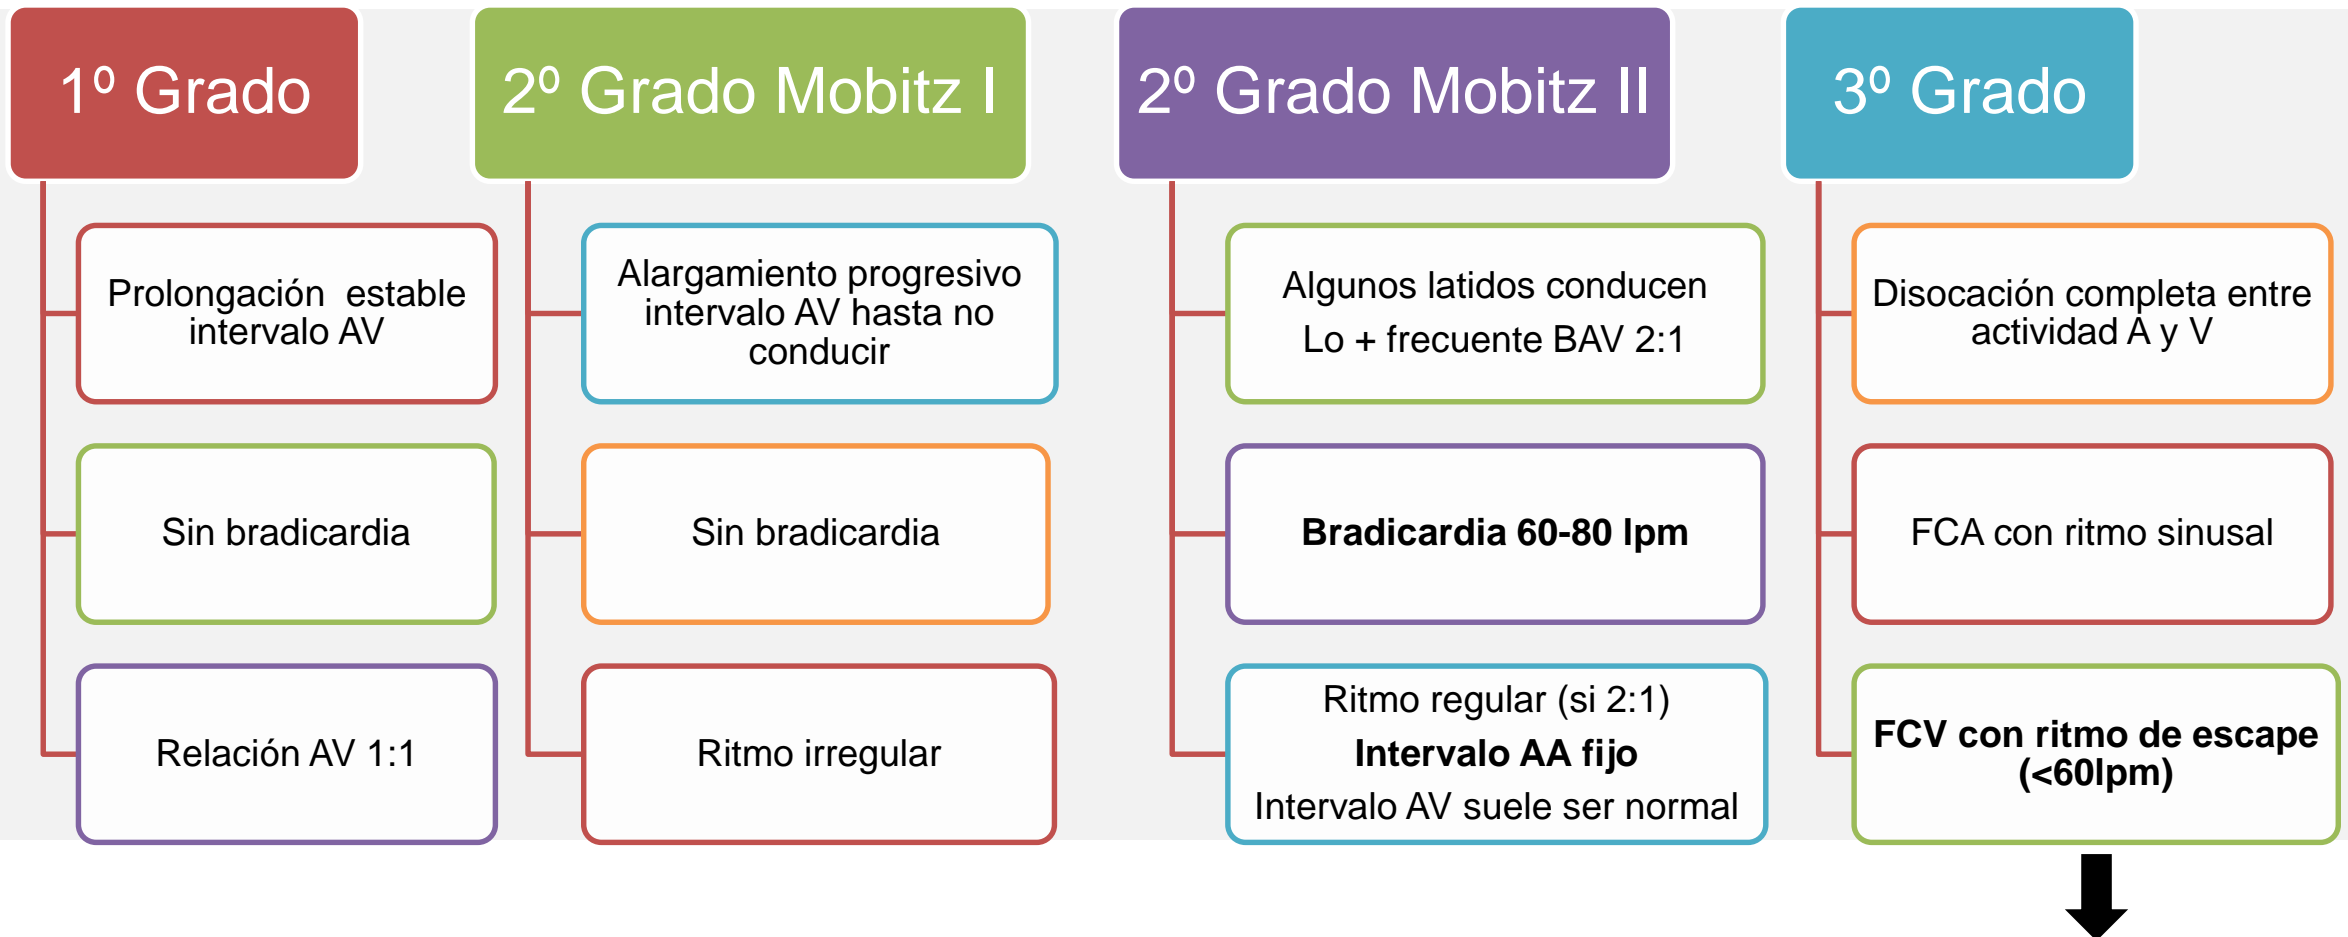 1º Grado
Prolongación estable
intervalo AV
Sin bradicardia
Relación AV 1:1
2º Grado Mobitz I
Alargamiento progresivo
intervalo AV hasta no
conducir
Sin bradicardia
Ritmo irregular
2º Grado Mobitz II
Algunos latidos conducen
Lo + frecuente BAV 2:1
Bradicardia 60-80 lpm
Ritmo regular (si 2:1)
Intervalo AA fijo
Intervalo AV suele ser normal
3º Grado
Disocación completa entre
actividad A y V
FCA con ritmo sinusal
FCV con ritmo de escape
(<60lpm)